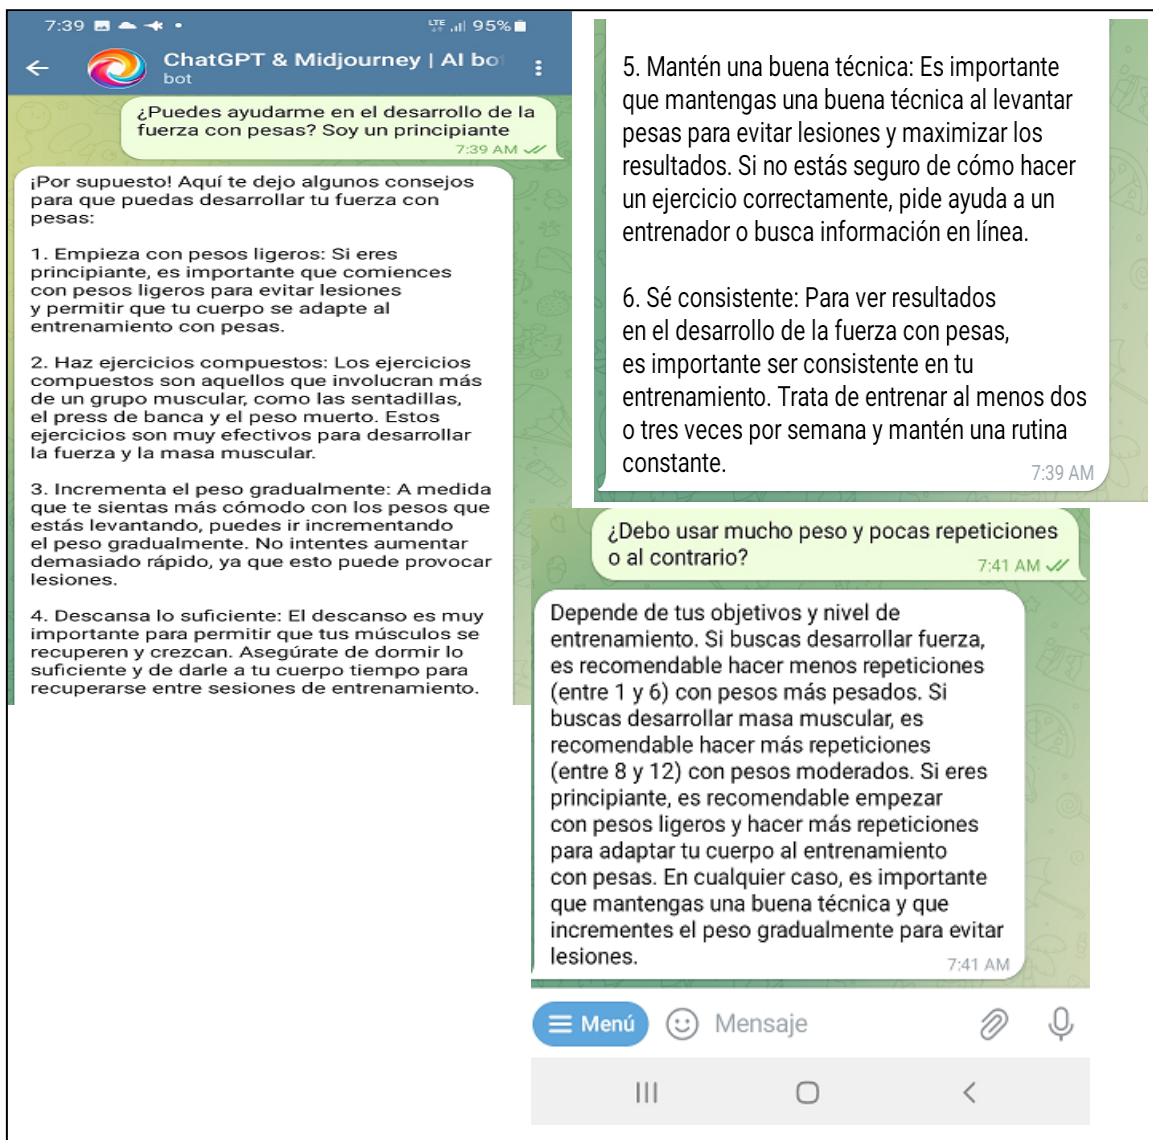 7:39
LTE 95%
ChatGPT & Midjourney | AI bo
bot
¿Puedes ayudarme en el desarrollo de la
fuerza con pesas? Soy un principiante
7:39 AM
¡Por supuesto! Aquí te dejo algunos consejos
para que puedas desarrollar tu fuerza con
pesas:
1. Empieza con pesos ligeros: Si eres
principiante, es importante que comiences
con pesos ligeros para evitar lesiones
y permitir que tu cuerpo se adapte al
entrenamiento con pesas.
2. Haz ejercicios compuestos: Los ejercicios
compuestos son aquellos que involucran más
de un grupo muscular, como las sentadillas,
el press de banca y el peso muerto. Estos
ejercicios son muy efectivos para desarrollar
la fuerza y la masa muscular.
3. Incrementa el peso gradualmente: A medida
que te sientas más cómodo con los pesos que
estás levantando, puedes ir incrementando
el peso gradualmente. No intentes aumentar
demasiado rápido, ya que esto puede provocar
lesiones.
4. Descansa lo suficiente: El descanso es muy
importante para permitir que tus músculos se
recuperen y crezcan. Asegúrate de dormir lo
suficiente y de darle a tu cuerpo tiempo para
recuperarse entre sesiones de entrenamiento.
5. Mantén una buena técnica: Es importante
que mantengas una buena técnica al levantar
pesas para evitar lesiones y maximizar los
resultados. Si no estás seguro de cómo hacer
un ejercicio correctamente, pide ayuda a un
entrenador o busca información en línea.
6. Sé consistente: Para ver resultados
en el desarrollo de la fuerza con pesas,
es importante ser consistente en tu
entrenamiento. Trata de entrenar al menos dos
o tres veces por semana y mantén una rutina
constante.
7:39 AM
¿Debo usar mucho peso y pocas repeticiones
o al contrario?
7:41 AM
Depende de tus objetivos y nivel de
entrenamiento. Si buscas desarrollar fuerza,
es recomendable hacer menos repeticiones
(entre 1 y 6) con pesos más pesados. Si
buscas desarrollar masa muscular, es
recomendable hacer más repeticiones
(entre 8 y 12) con pesos moderados. Si eres
principiante, es recomendable empezar
con pesos ligeros y hacer más repeticiones
para adaptar tu cuerpo al entrenamiento
con pesas. En cualquier caso, es importante
que mantengas una buena técnica y que
incrementes el peso gradualmente para evitar
lesiones.
7:41 AM
Menú
Mensaje